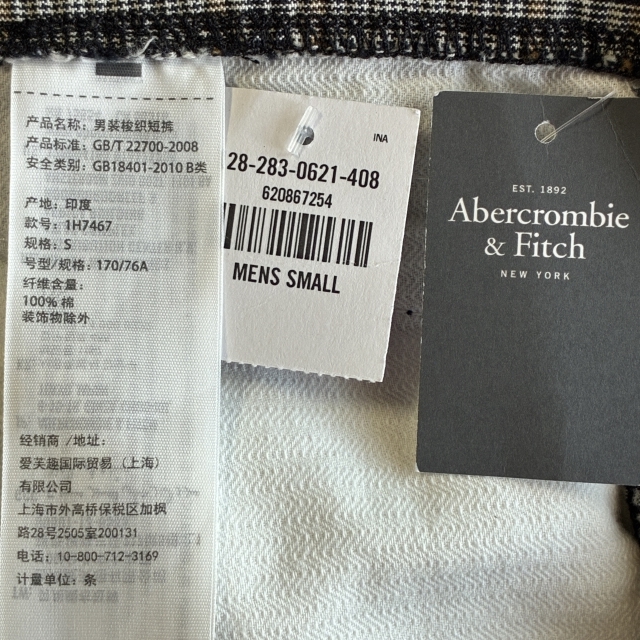 产品名称：男装梭织短裤
产品标准：GB/T 22700-2008
安全类别：GB18401-2010 B类
产地：印度
款号：1H7467
规格：S
号型/规格：170/76A
纤维含量：
100% 棉
装饰物除外
经销商 /地址：
爱芙趣国际贸易（上海）
有限公司
上海市外高桥保税区加枫
路28号2505室200131
电话：10-800-712-3169
计量单位：条
INA
28-283-0621-408
620867254
MENS SMALL
EST. 1892
Abercrombie
& Fitch
NEW YORK